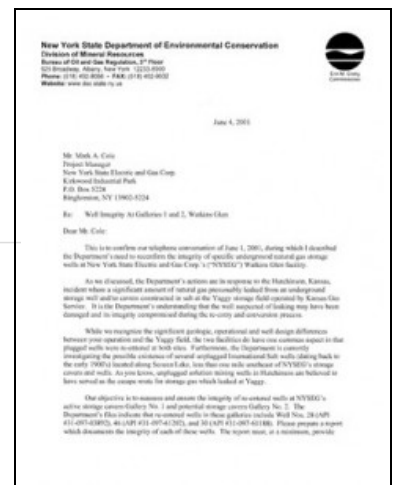 New York State Department of Environmental Conservation
Division of Mineral Resources
Bureau of Oil and Gas Regulation, 3rd Floor
625 Broadway, Albany, New York 12233-6500
Phone: (518) 402-8056 • FAX: (518) 402-8060
Website: www.dec.state.ny.us
Commissioner
June 4, 2001
Mr. Mark A. Cole
Project Manager
New York State Electric and Gas Corp.
Kirkwood Industrial Park
P.O. Box 5224
Binghamton, NY 13902-5224
Re: Well Integrity At Galleries 1 and 2, Watkins Glen
Dear Mr. Cole:
This is to confirm our telephone conversation of June 1, 2001, during which I described
the Department's need to reconfirm the integrity of specific underground natural gas storage
wells at New York State Electric and Gas Corp.'s ("NYSEG") Watkins Glen facility.
As we discussed, the Department's actions are in response to the Hutchinson, Kansas,
incident where a significant amount of natural gas presumably leaked from an underground
storage well and/or cavern constructed in salt at the Yaggy storage field operated by Kansas Gas
Service. It is the Department's understanding that the well suspected of leaking may have been
damaged and its integrity compromised during the re-entry and conversion process.
While we recognize the significant geologic, operational and well design differences
between your operation and the Yaggy field, the two facilities do have one common aspect in that
plugged wells were re-entered at both sites. Furthermore, the Department is currently
investigating the possible existence of several unplugged International Salt wells (dating back to
the early 1900's) located along Seneca Lake, less than one mile southeast of NYSEG's storage
cavern and wells. As you know, unplugged solution mining wells in Hutchinson are believed to
have served as the escape route for storage gas which leaked at Yaggy.
Our objective is to reassess and ensure the integrity of re-entered wells at NYSEG's
active storage cavern Gallery No. 1 and potential storage cavern Gallery No. 2. The
Department's files indicate that re-entered wells in these galleries include Well Nos. 28 (API
and 30 (API
Please prepare a report
which documents the integrity of each of these wells. The report must, at a minimum, provide